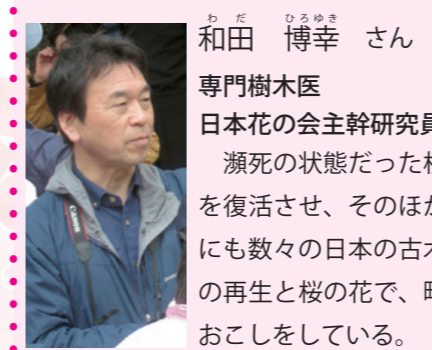 わだ ひろゆき
和田 博幸 さん
専門樹木医
日本花の会主幹研究員
瀕死の状態だった
を復活させ、そのほか
にも数々の日本の古木
の再生と桜の花で、
おこしをしている。
Canon